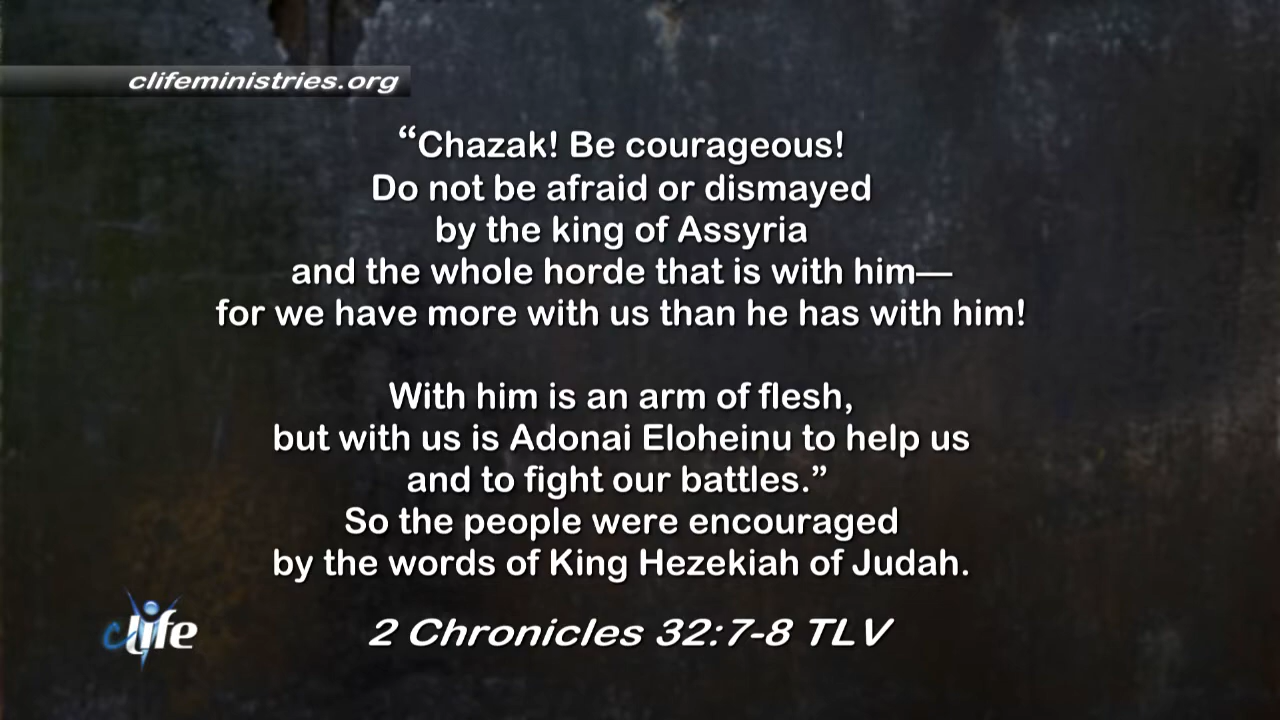 clifeministries.org
“Chazak! Be courageous!
Do not be afraid or dismayed
by the king of Assyria
and the whole horde that is with him—
for we have more with us than he has with him!
With him is an arm of flesh,
but with us is Adonai Eloheinu to help us
and to fight our battles.”
So the people were encouraged
by the words of King Hezekiah of Judah.
2 Chronicles 32:7-8 TLV
cLife